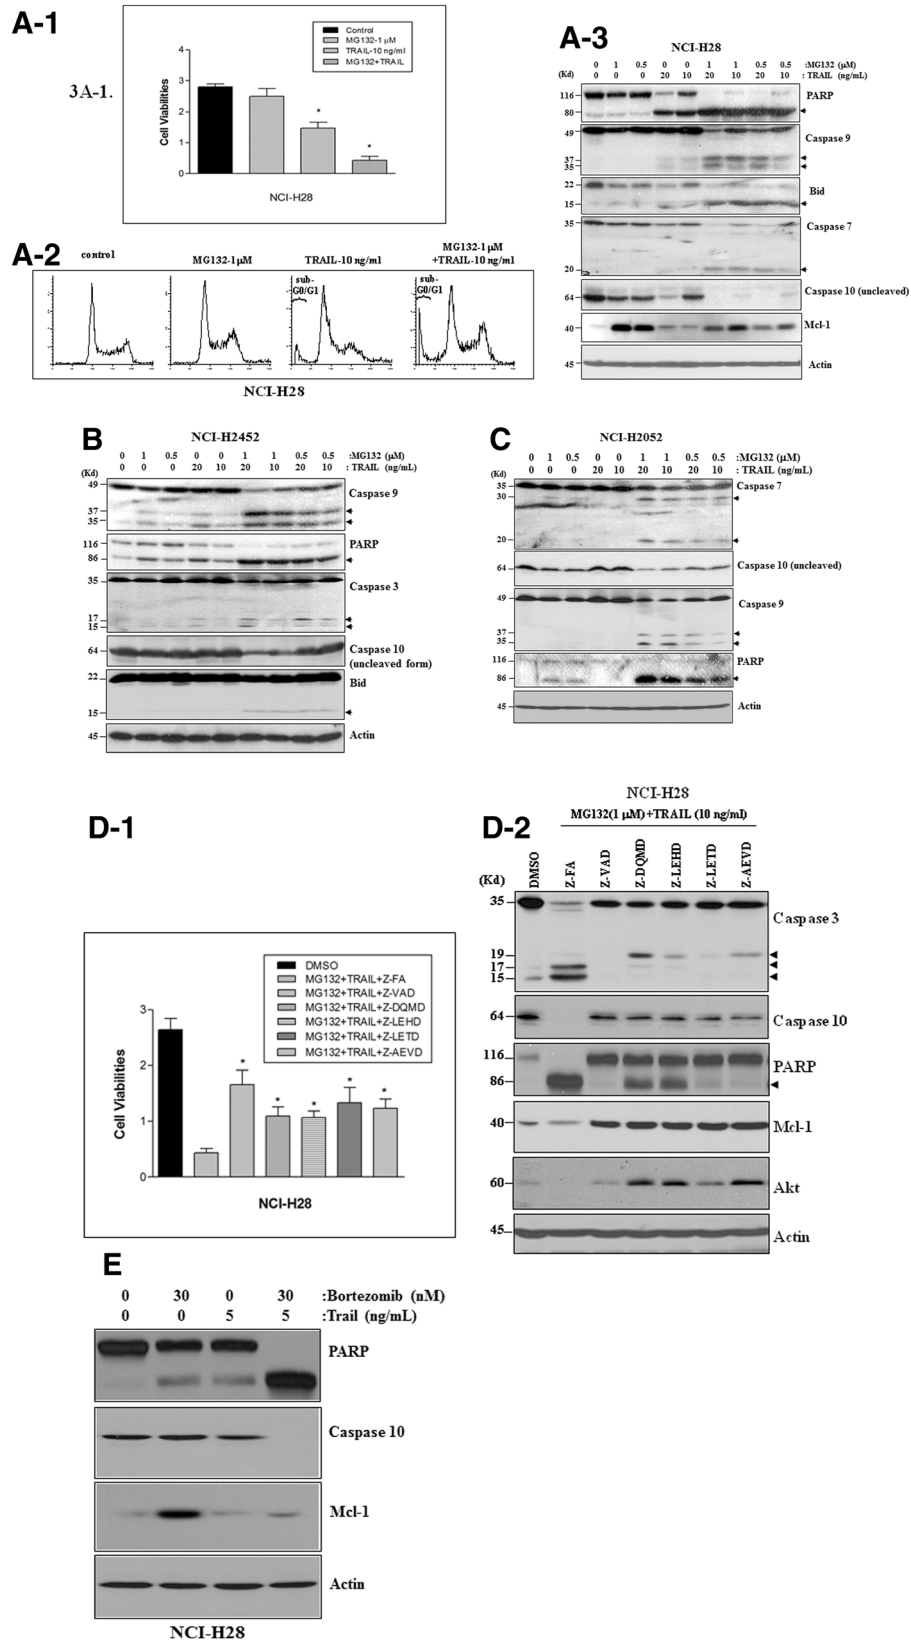 A-1
3A-1.
Control
MG132-1 μM
TRAIL-10 ng/ml
MG132+TRAIL
Cell Viabilities
4
3
2
1
0
*
*
NCI-H28
A-2
control
MG132-1μM
TRAIL-10 ng/ml
MG132-1μM
+TRAIL-10 ng/ml
sub-
G0/G1
sub-
G0/G1
NCI-H28
A-3
NCI-H28
0 1 0.5 0 0 1 1 0.5 0.5 :MG132 (μM)
(Kd) 0 0 0 20 10 20 10 20 10 : TRAIL (ng/mL)
116 PARP
80
49 Caspase 9
37
35
22 Bid
15
35 Caspase 7
20
64 Caspase 10 (uncleaved)
40 Mcl-1
45 Actin
B
NCI-H2452
0 1 0.5 0 0 1 1 0.5 0.5 :MG132 (μM)
0 0 0 20 10 20 10 20 10 : TRAIL (ng/mL)
(Kd)
49 Caspase 9
37
35
116 PARP
86
35 Caspase 3
17
15
64 Caspase 10
(uncleaved form)
22 Bid
15
45 Actin
C
NCI-H2052
0 1 0.5 0 0 1 1 0.5 0.5 :MG132 (μM)
0 0 0 20 10 20 10 20 10 : TRAIL (ng/mL)
(Kd)
35 Caspase 7
30
20
64 Caspase 10 (uncleaved)
49 Caspase 9
37
35
116 PARP
86
45 Actin
D-1
DMSO
MG132+TRAIL+Z-FA
MG132+TRAIL+Z-VAD
MG132+TRAIL+Z-DQMD
MG132+TRAIL+Z-LEHD
MG132+TRAIL+Z-LETD
MG132+TRAIL+Z-AEVD
Cell Viabilities
3
2
1
0
* * * * *
NCI-H28
D-2
NCI-H28
MG132(1 μM)+TRAIL (10 ng/ml)
(Kd) DMSO Z-FA Z-VAD Z-DQMD Z-LEHD Z-LETD Z-AEVD
35 Caspase 3
19
17
15
64 Caspase 10
116 PARP
86
40 Mcl-1
60 Akt
45 Actin
E
0 30 0 30 :Bortezomib (nM)
0 0 5 5 :Trail (ng/mL)
PARP
Caspase 10
Mcl-1
Actin
NCI-H28